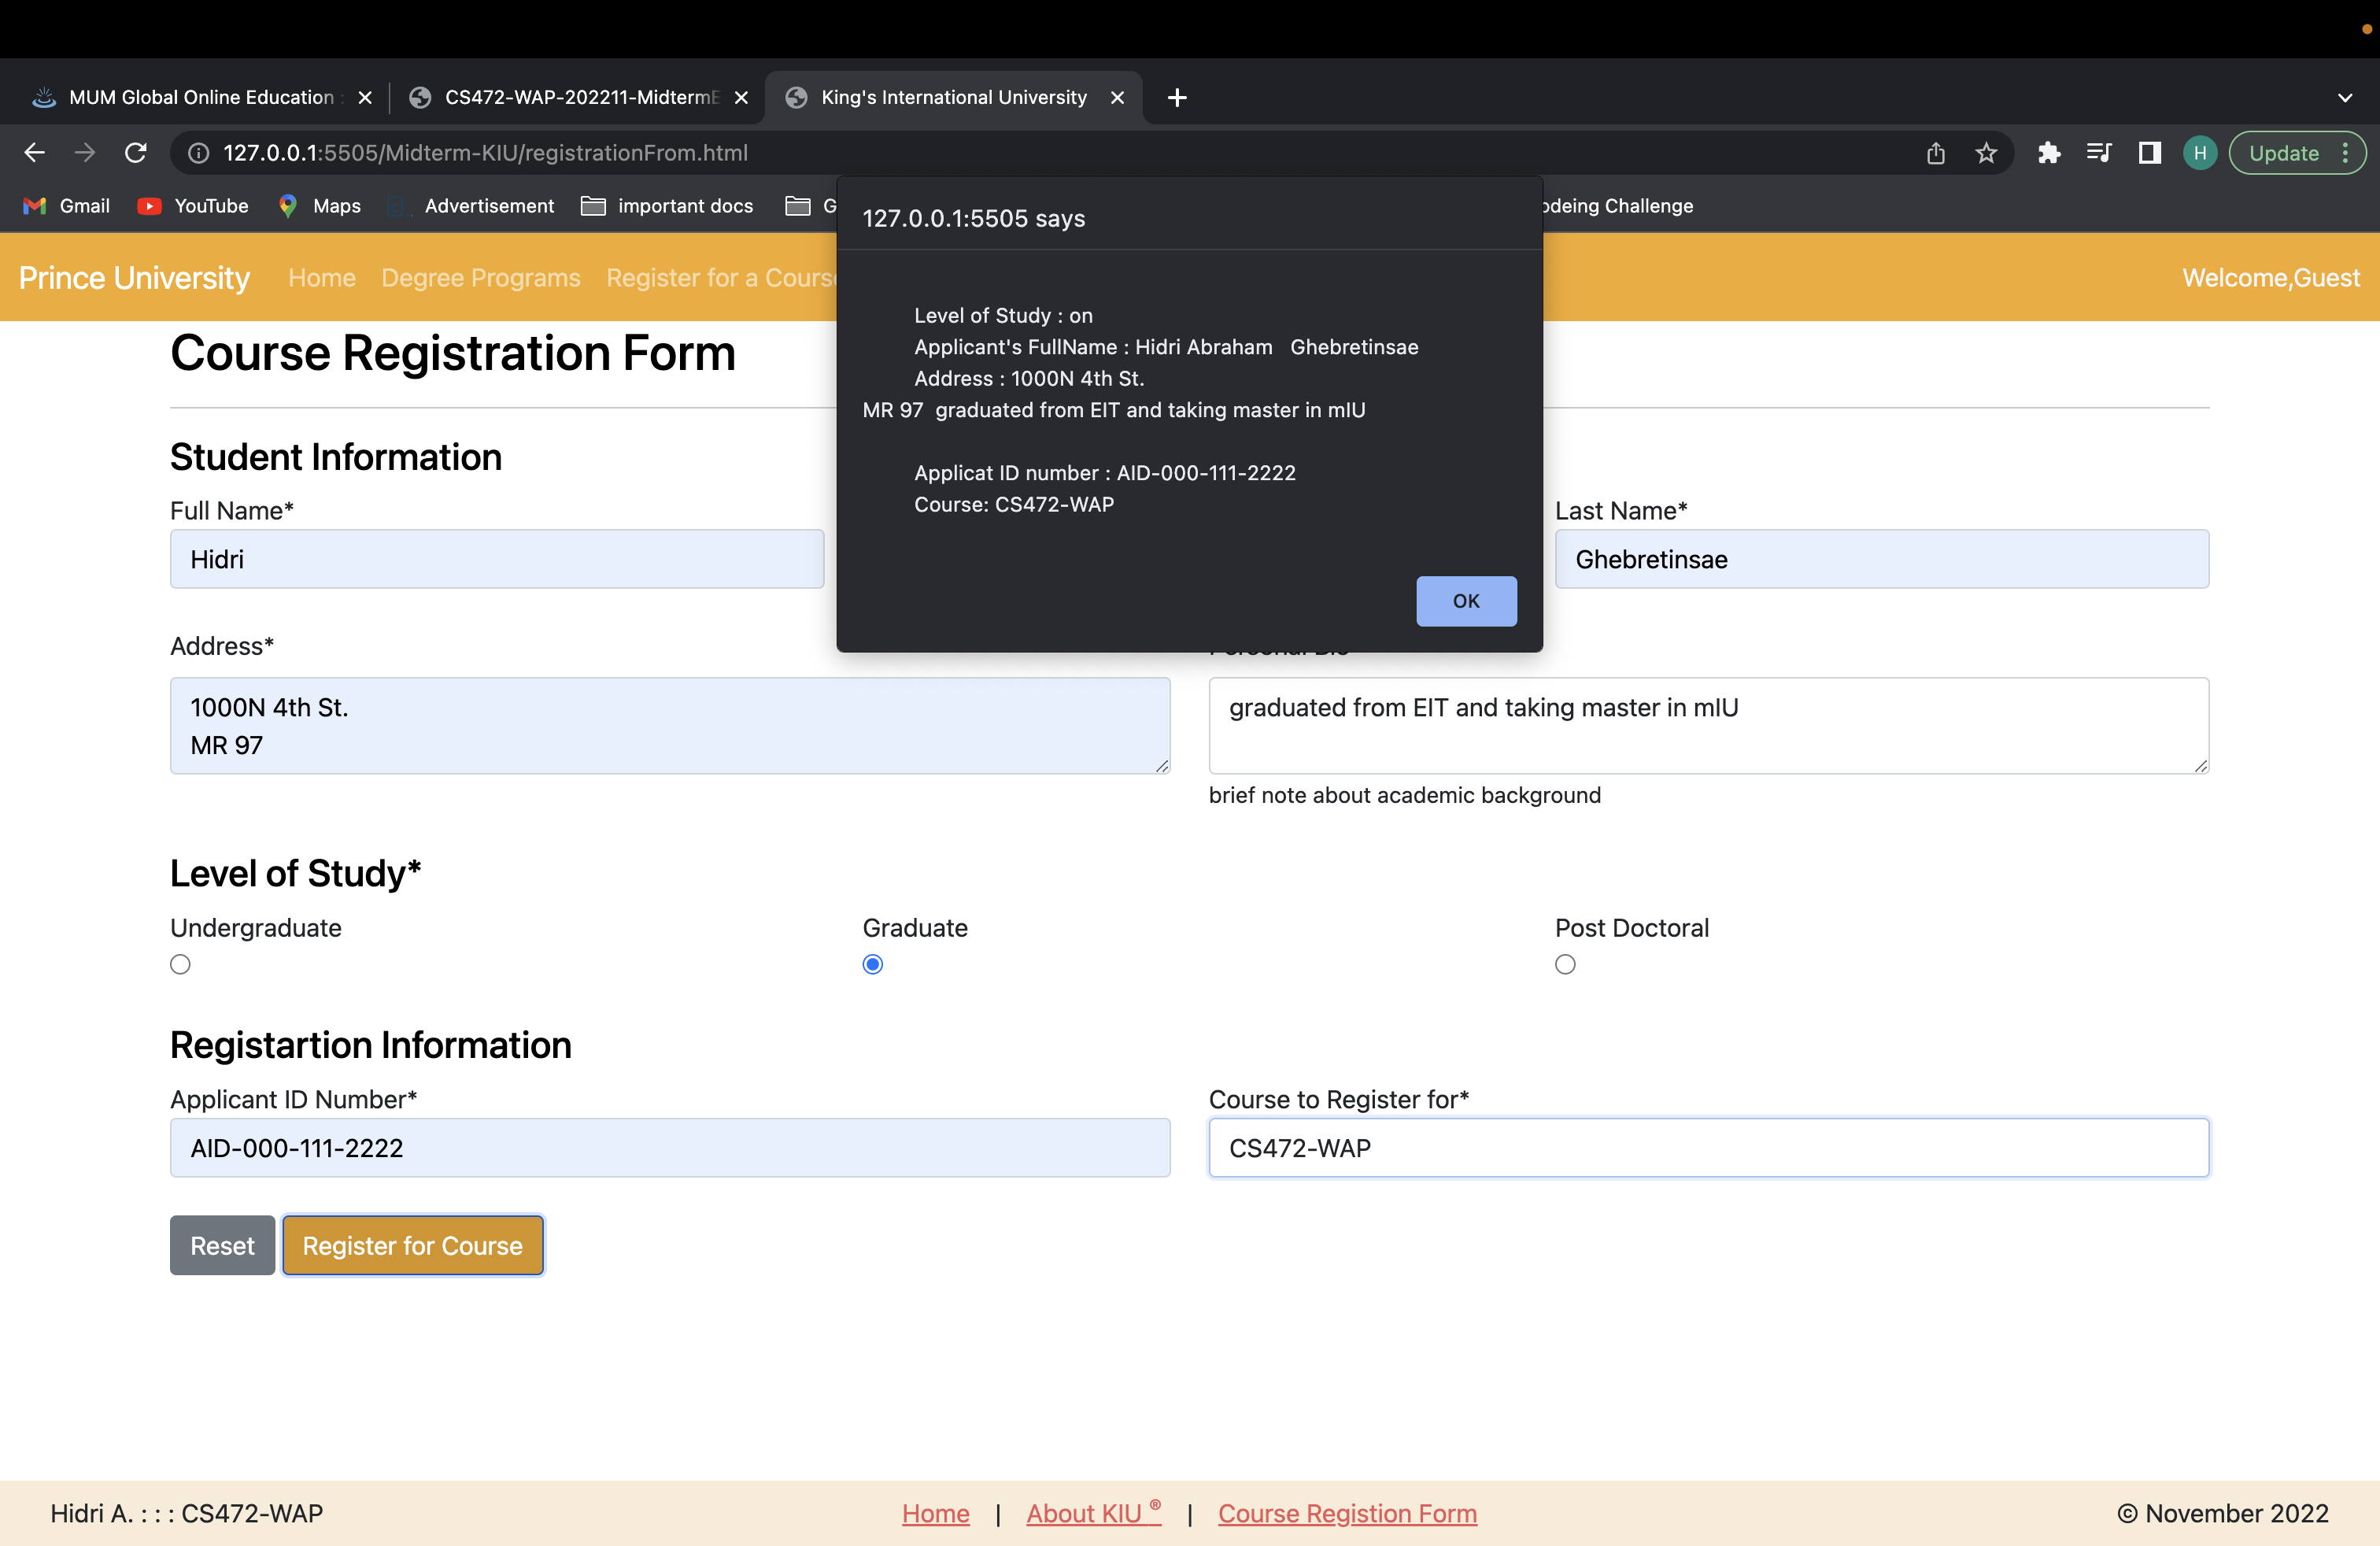 MUM Global Online Education :
CS472-WAP-202211-MidtermE
King's International University
127.0.0.1:5505/Midterm-KIU/registrationFrom.html
H
Update
Gmail
YouTube
Maps
Advertisement
important docs
G
odeing Challenge
127.0.0.1:5505 says
Level of Study : on
Applicant's FullName : Hidri Abraham Ghebretinsae
Address : 1000N 4th St.
MR 97 graduated from EIT and taking master in mIU
Applicat ID number : AID-000-111-2222
Course: CS472-WAP
OK
Prince University
Home
Degree Programs
Register for a Course
Welcome,Guest
Course Registration Form
Student Information
Full Name*
Last Name*
Hidri
Ghebretinsae
Address*
1000N 4th St.
MR 97
graduated from EIT and taking master in mIU
brief note about academic background
Level of Study*
Undergraduate
Graduate
Post Doctoral
Registartion Information
Applicant ID Number*
Course to Register for*
AID-000-111-2222
CS472-WAP
Reset
Register for Course
Hidri A. : : : CS472-WAP
Home | About KIU ® | Course Registion Form
© November 2022